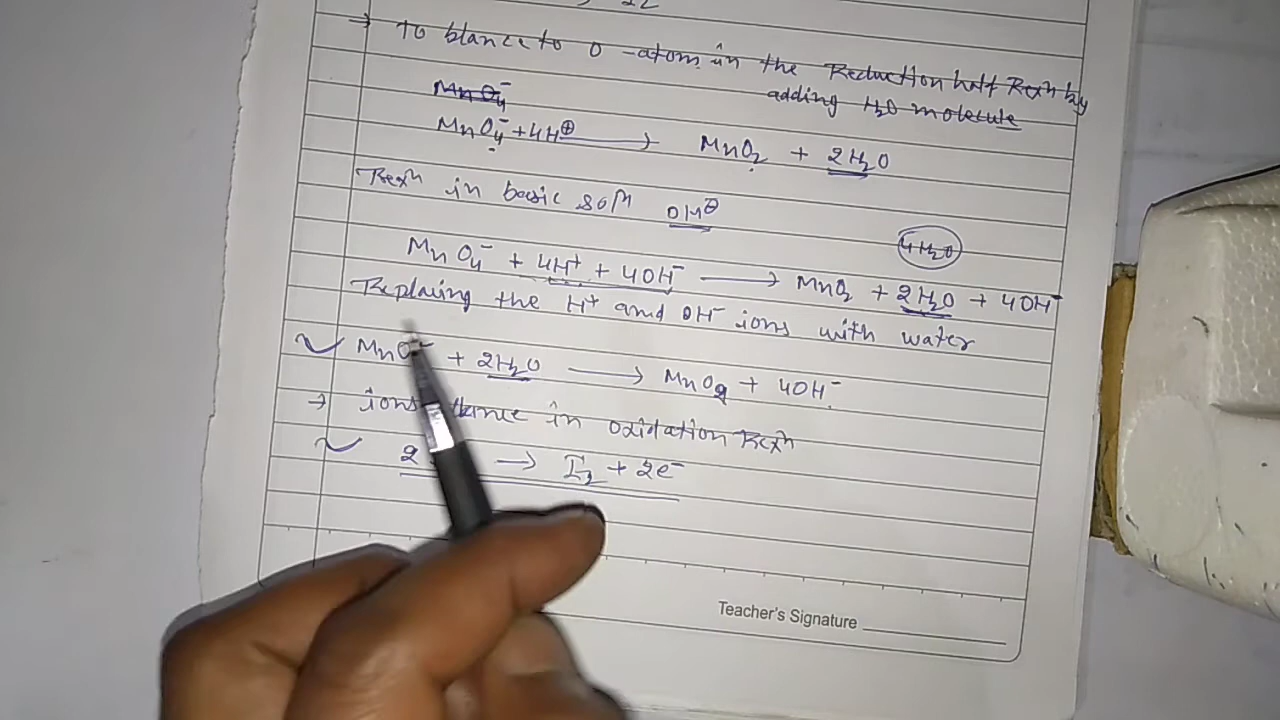 → To blance to O -atom in the Reduction half Rexn by
adding H₂O molecule
MnO₄⁻
MnO₄⁻ + 4H⊕ ⟶ MnO₂ + 2H₂O
Rexn in basic soln OH⊖
4H₂O
MnO₄⁻ + 4H⁺ + 4OH⁻ ⟶ MnO₂ + 2H₂O + 4OH⁻
Replacing the H⁺ and OH⁻ ions with water
MnO₄⁻ + 2H₂O ⟶ MnO₂ + 4OH⁻
→ ions in oxidation Rexn
2 → I₂ + 2e⁻
Teacher's Signature